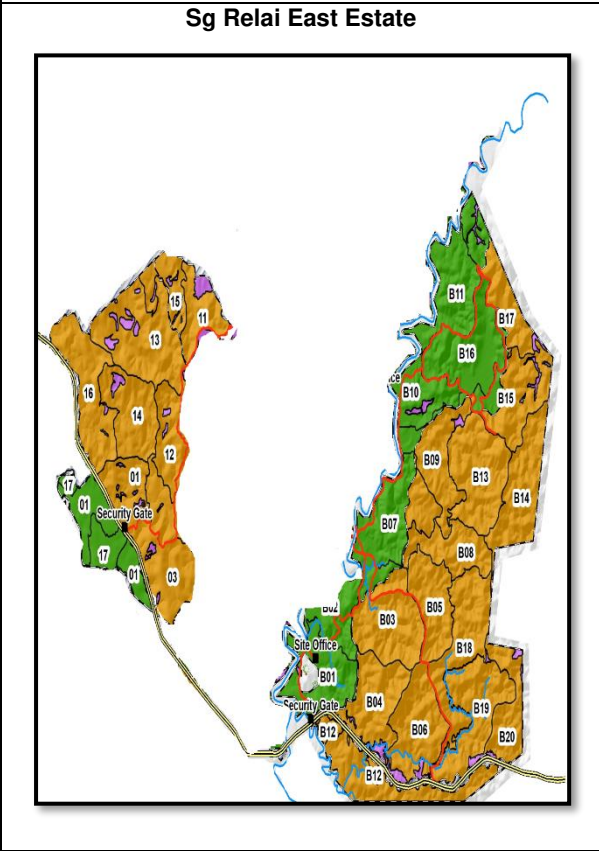 Sg Relai East Estate
B11
B17
15
11
13
B16
ce
B10
B15
16
14
12
B09
B13
01
17
01
B14
Security Gate
B07
17
B08
01
03
B02
B03
B05
Site Office
B18
B01
B04
B19
Security Gate
B12
B06
B20
B12